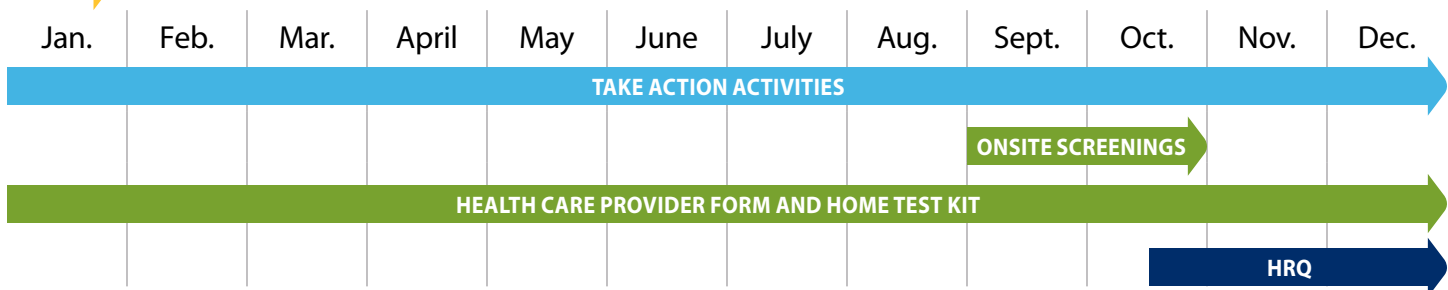 Jan. Feb. Mar. April May June July Aug. Sept. Oct. Nov. Dec.
TAKE ACTION ACTIVITIES
ONSITE SCREENINGS
HEALTH CARE PROVIDER FORM AND HOME TEST KIT
HRQ